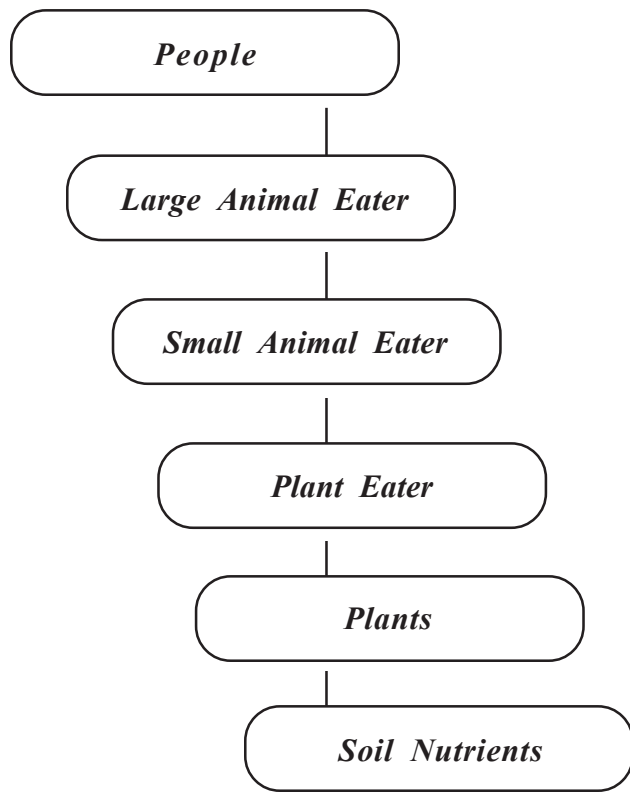 People
Large Animal Eater
Small Animal Eater
Plant Eater
Plants
Soil Nutrients